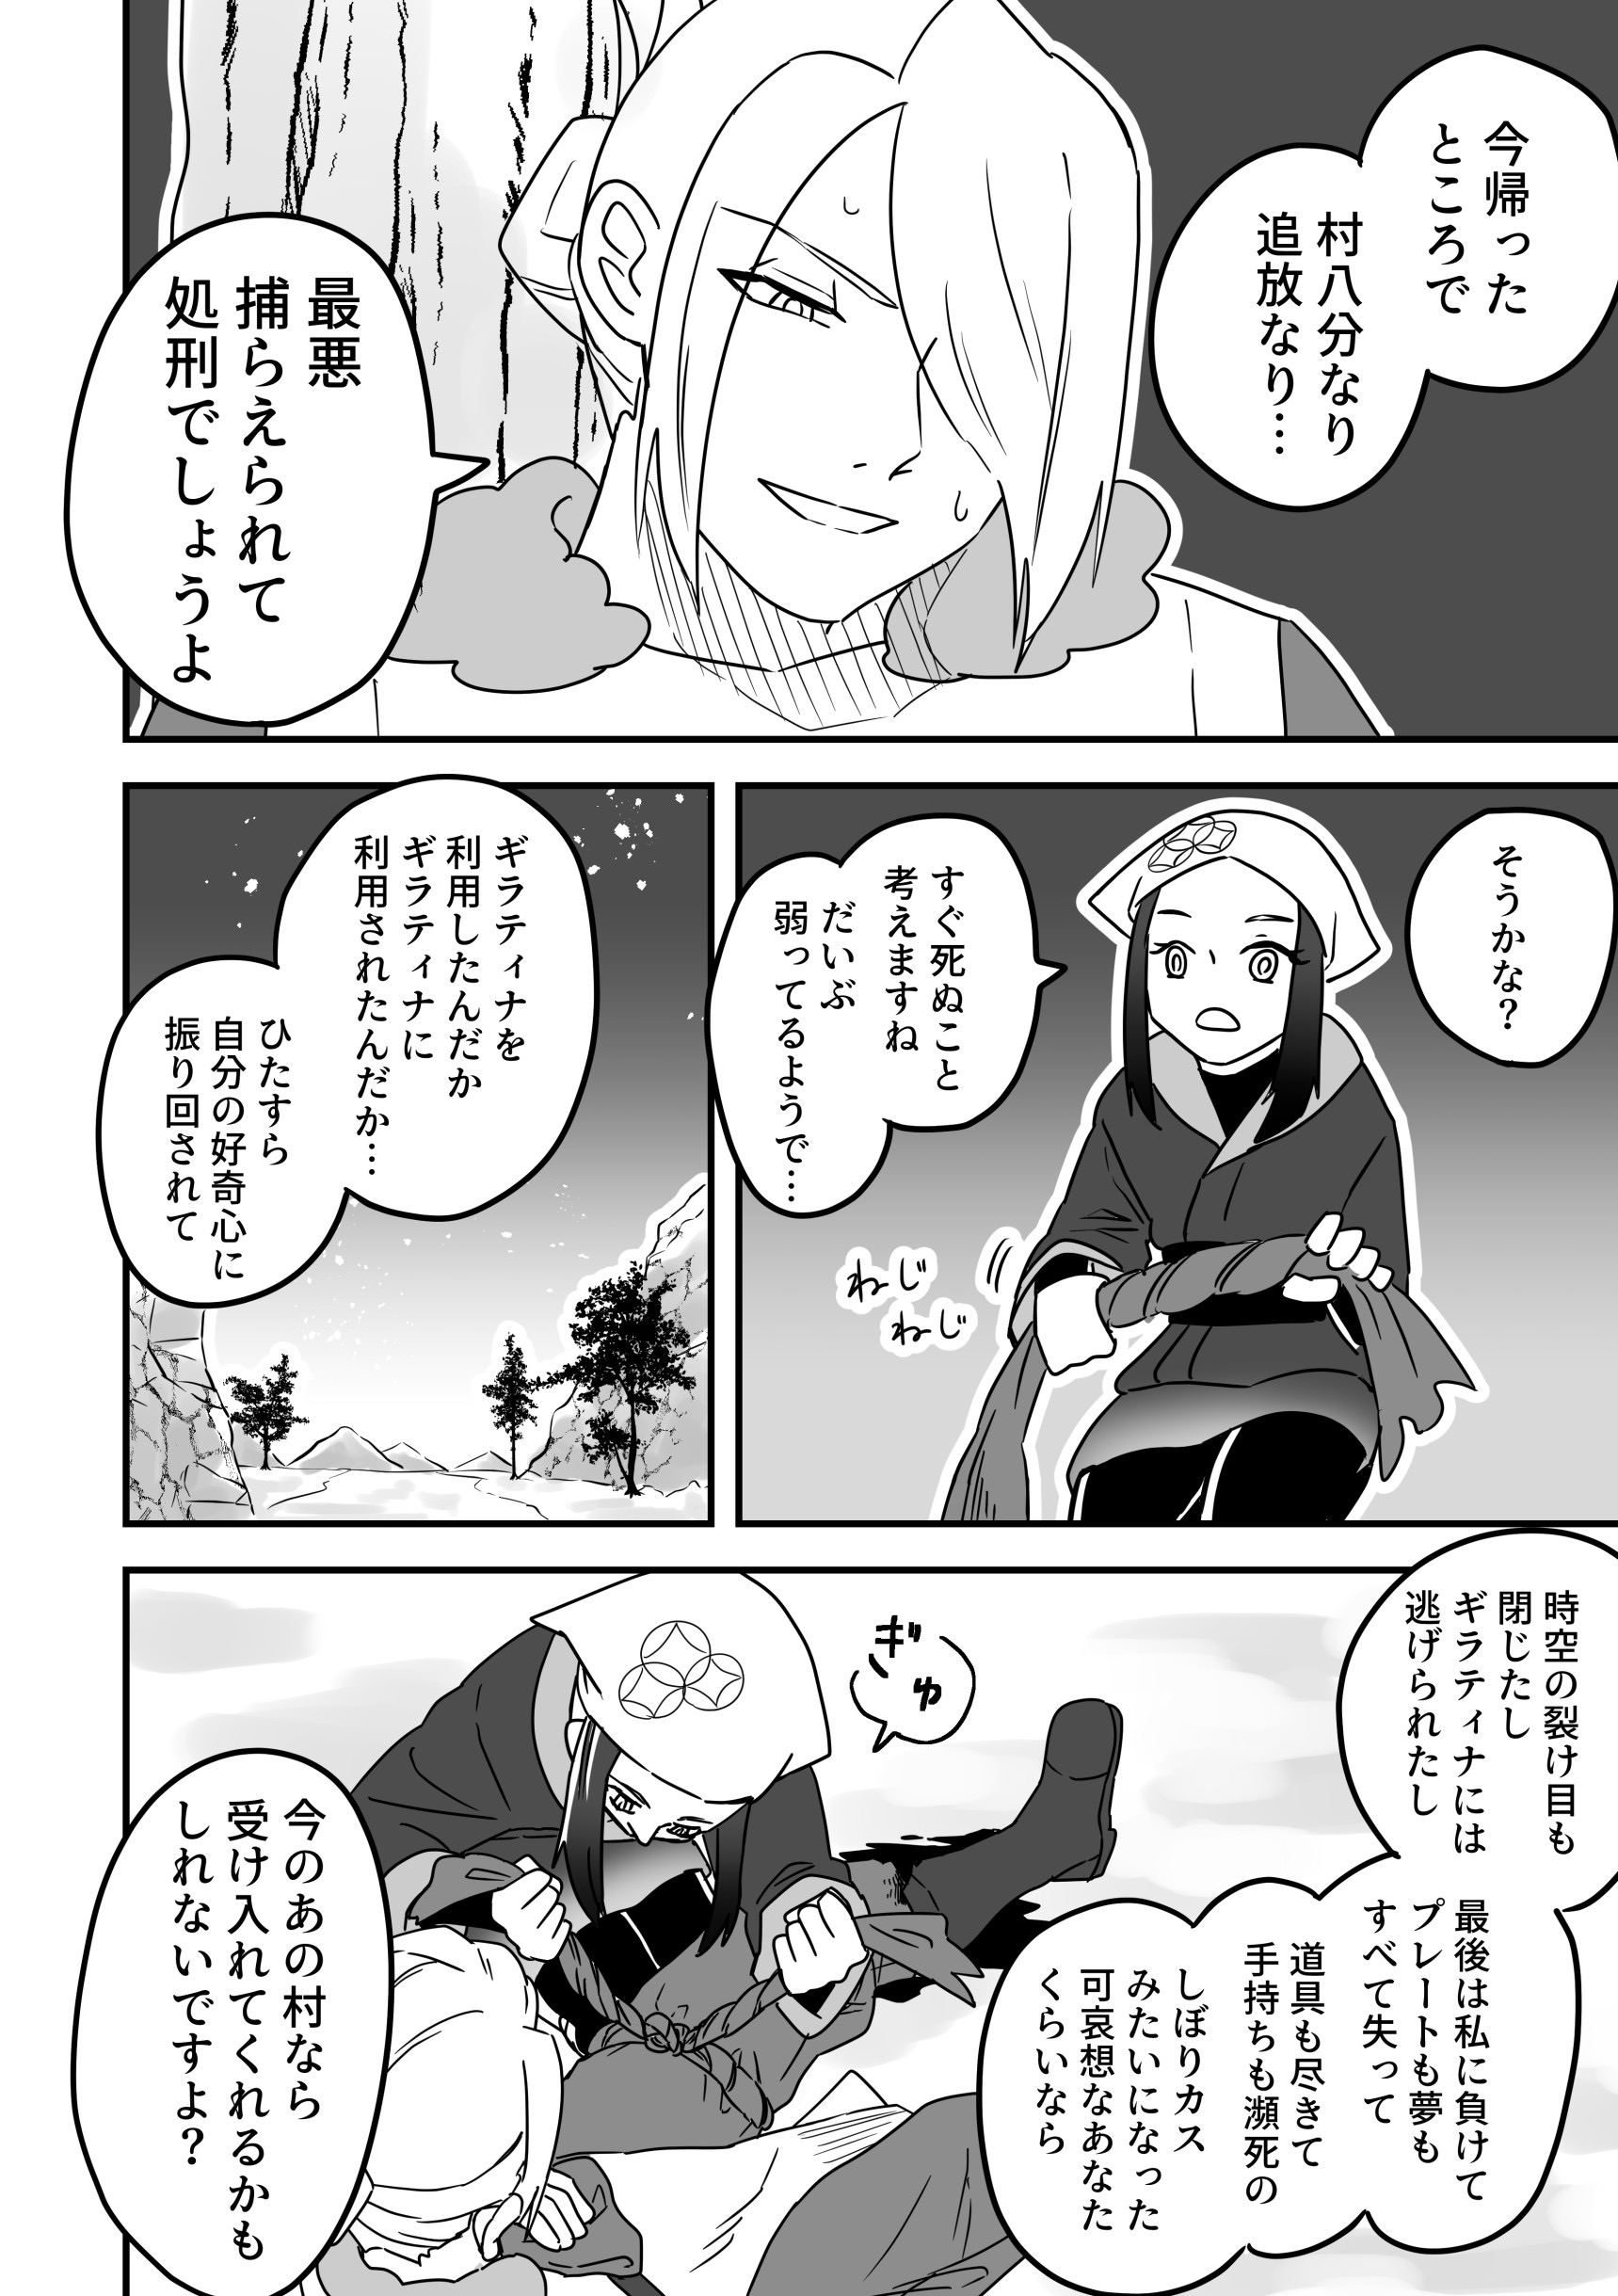 今帰った
ところで
村八分なり
追放なり…
最悪
捕らえられて
処刑でしょうよ
そうかな？
すぐ死ぬこと
考えますね
だいぶ
弱ってるようで…
ねじ
ねじ
ギラティナを
利用したんだか
ギラティナに
利用されたんだか…
ひたすら
自分の好奇心に
振り回されて
時空の裂け目も
閉じたし
ギラティナには
逃げられたし
最後は私に負けて
プレートも夢も
すべて失って
道具も尽きて
手持ちも瀕死の
しぼりカス
みたいになった
可哀想なあなた
くらいなら
ぎゅ
今のあの村なら
受け入れてくれるかも
しれないですよ？